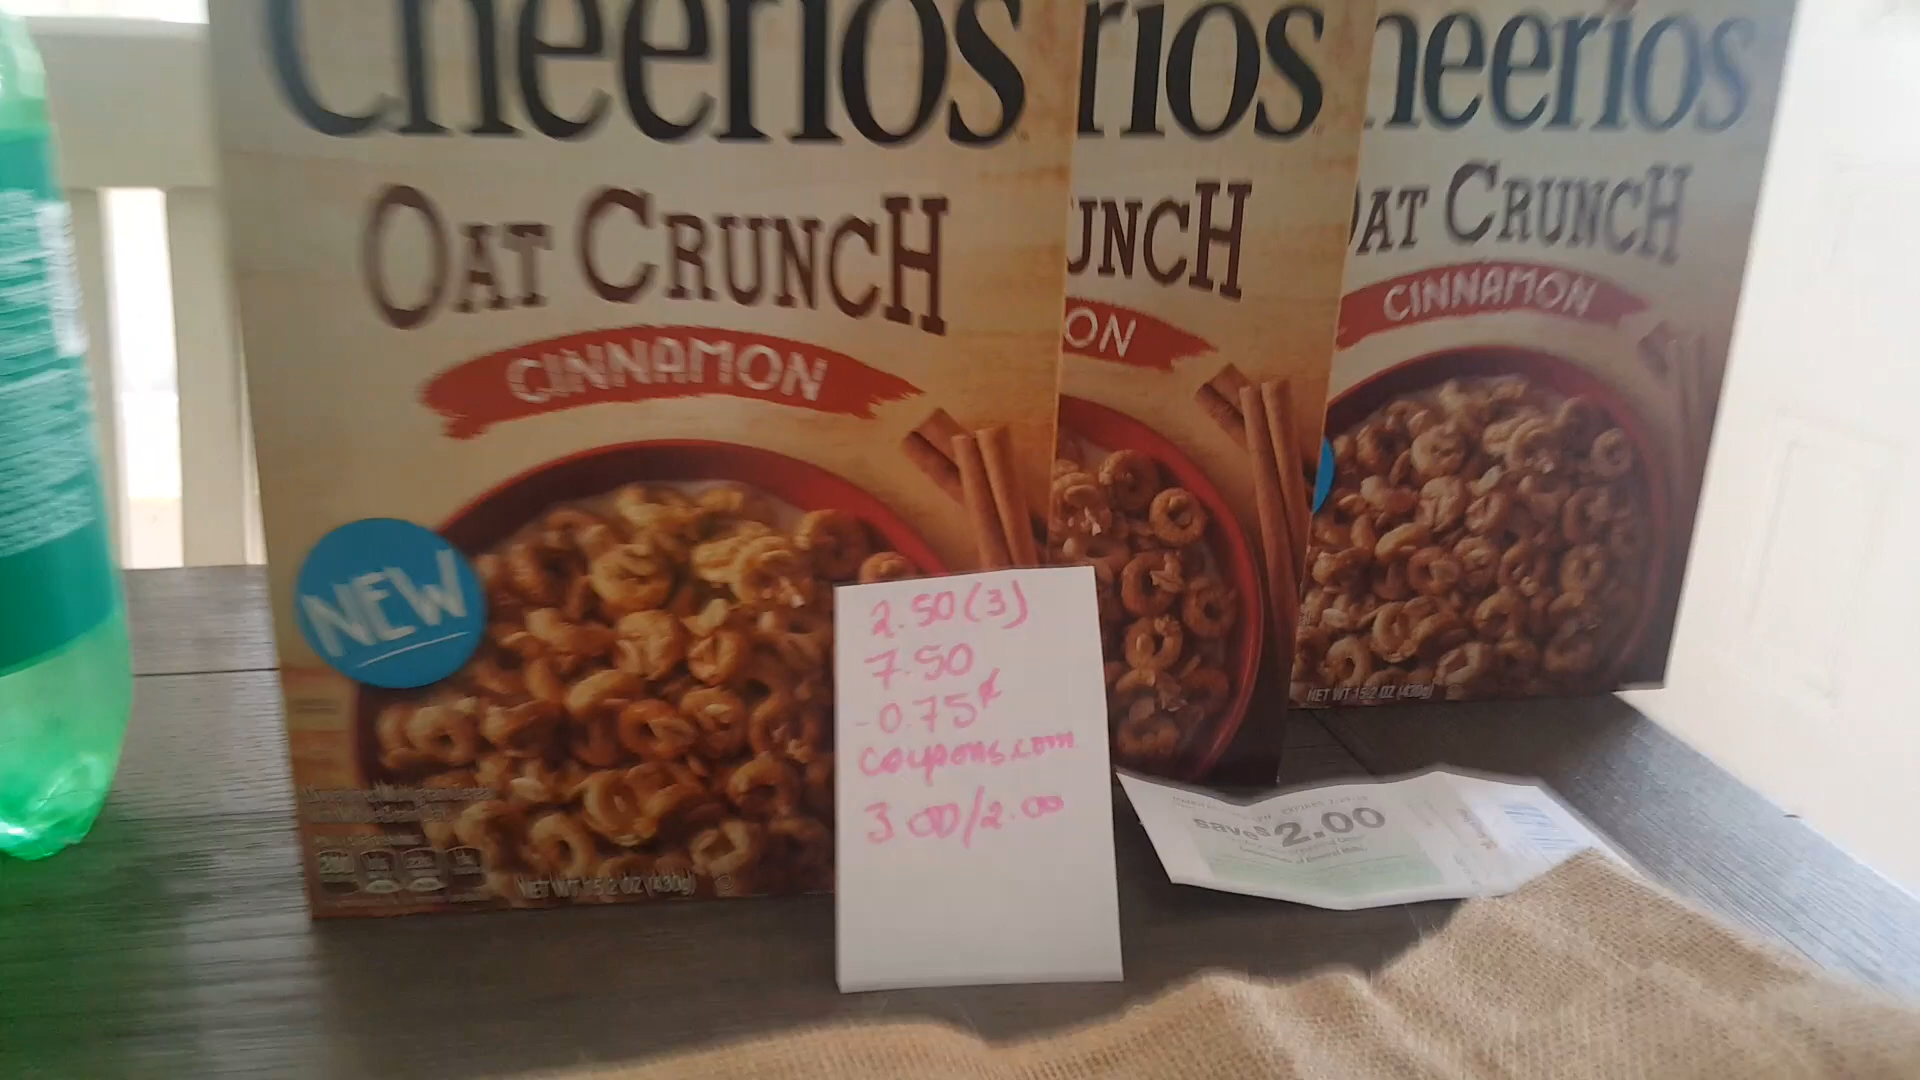 Cheerios
OAT CRUNCH
CINNAMON
NEW
NET WT 15.2 OZ (430g)
rios
UNCH
ON
heerios
OAT CRUNCH
CINNAMON
NET WT 15.2 OZ (430g)
2.50 (3)
7.50
-0.75¢
coupons.com
3.00/2.00
save $2.00